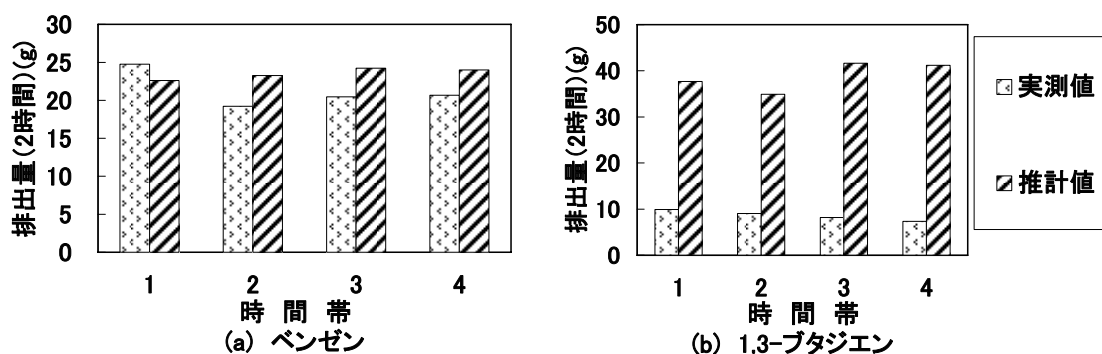 排出量(2時間)(g)
30
25
20
15
10
5
0
1 2 3 4
時 間 帯
(a) ベンゼン
排出量(2時間)(g)
50
40
30
20
10
0
1 2 3 4
時 間 帯
(b) 1,3-ブタジエン
実測値
推計値